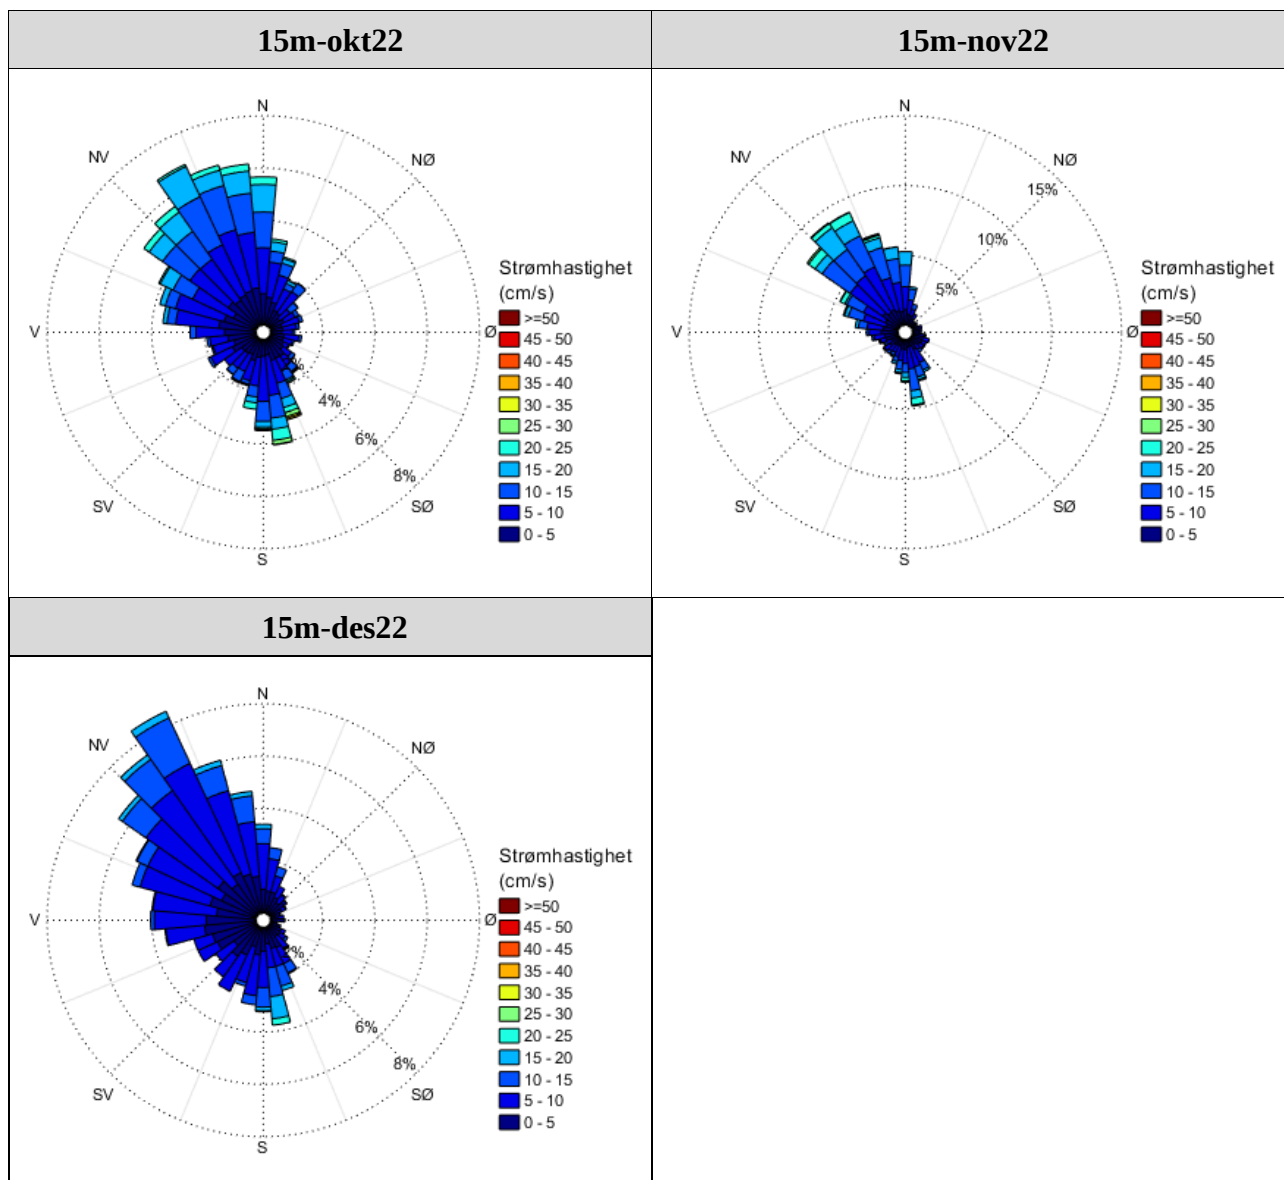 15m-okt22
15m-nov22
N
NV
NØ
V
Ø
4%
6%
8%
SV
SØ
S
Strømhastighet
(cm/s)
>=50
45 - 50
40 - 45
35 - 40
30 - 35
25 - 30
20 - 25
15 - 20
10 - 15
5 - 10
0 - 5
N
NV
NØ
15%
10%
5%
V
Ø
SV
SØ
S
Strømhastighet
(cm/s)
>=50
45 - 50
40 - 45
35 - 40
30 - 35
25 - 30
20 - 25
15 - 20
10 - 15
5 - 10
0 - 5
15m-des22
N
NV
NØ
V
Ø
4%
6%
8%
SV
SØ
S
Strømhastighet
(cm/s)
>=50
45 - 50
40 - 45
35 - 40
30 - 35
25 - 30
20 - 25
15 - 20
10 - 15
5 - 10
0 - 5